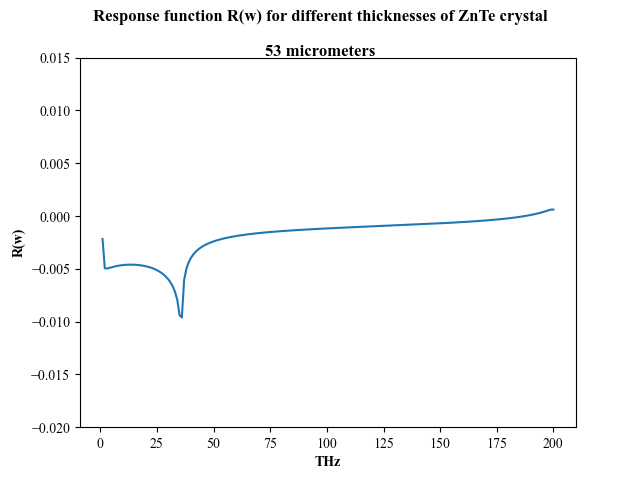 Response function R(w) for different thicknesses of ZnTe crystal
53 micrometers
0.015
0.010
0.005
0.000
−0.005
−0.010
−0.015
−0.020
R(w)
0 25 50 75 100 125 150 175 200
THz